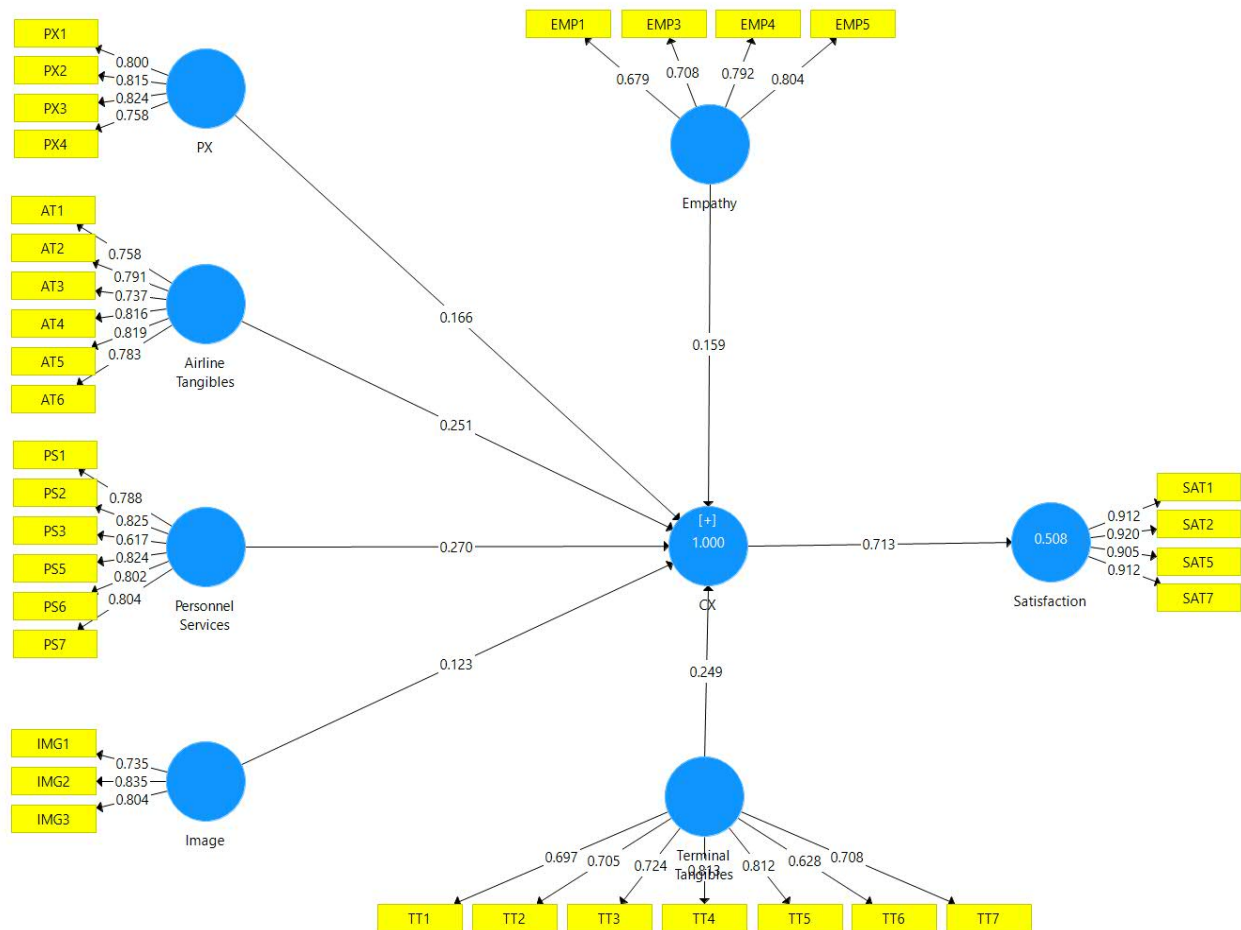 PX1
PX2
PX3
PX4
0.800
0.815
0.824
0.758
PX
EMP1 EMP3 EMP4 EMP5
0.679 0.708 0.792 0.804
Empathy
AT1
AT2
AT3
AT4
AT5
AT6
0.758
0.791
0.737
0.816
0.819
0.783
Airline
Tangibles
0.166
0.159
0.251
PS1
PS2
PS3
PS5
PS6
PS7
0.788
0.825
0.617
0.824
0.802
0.804
Personnel
Services
0.270
[+]
1.000
CX
0.713
0.508
Satisfaction
0.912
0.920
0.905
0.912
SAT1
SAT2
SAT5
SAT7
0.123
0.249
IMG1
IMG2
IMG3
0.735
0.835
0.804
Image
Terminal
Tangibles
0.697 0.705 0.724 0.813 0.812 0.628 0.708
TT1 TT2 TT3 TT4 TT5 TT6 TT7